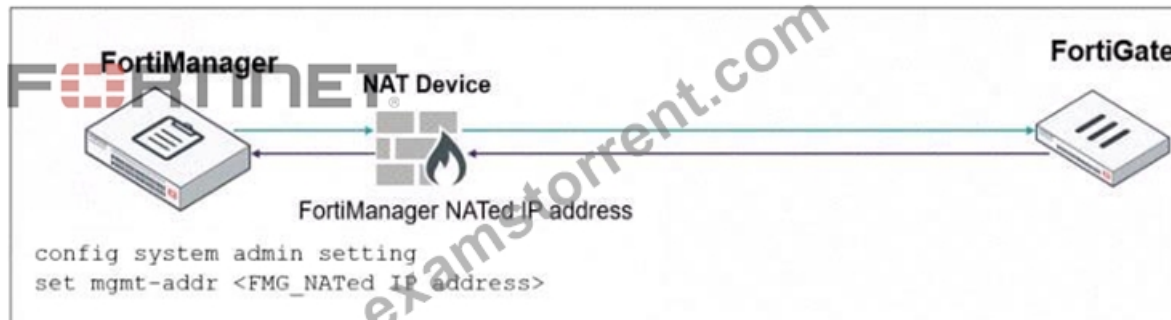 FortiManager
FortiGate
FORTINET®
NAT Device
FortiManager NATed IP address
config system admin setting
set mgmt-addr <FMG_NATed IP address>
examstorrent.com